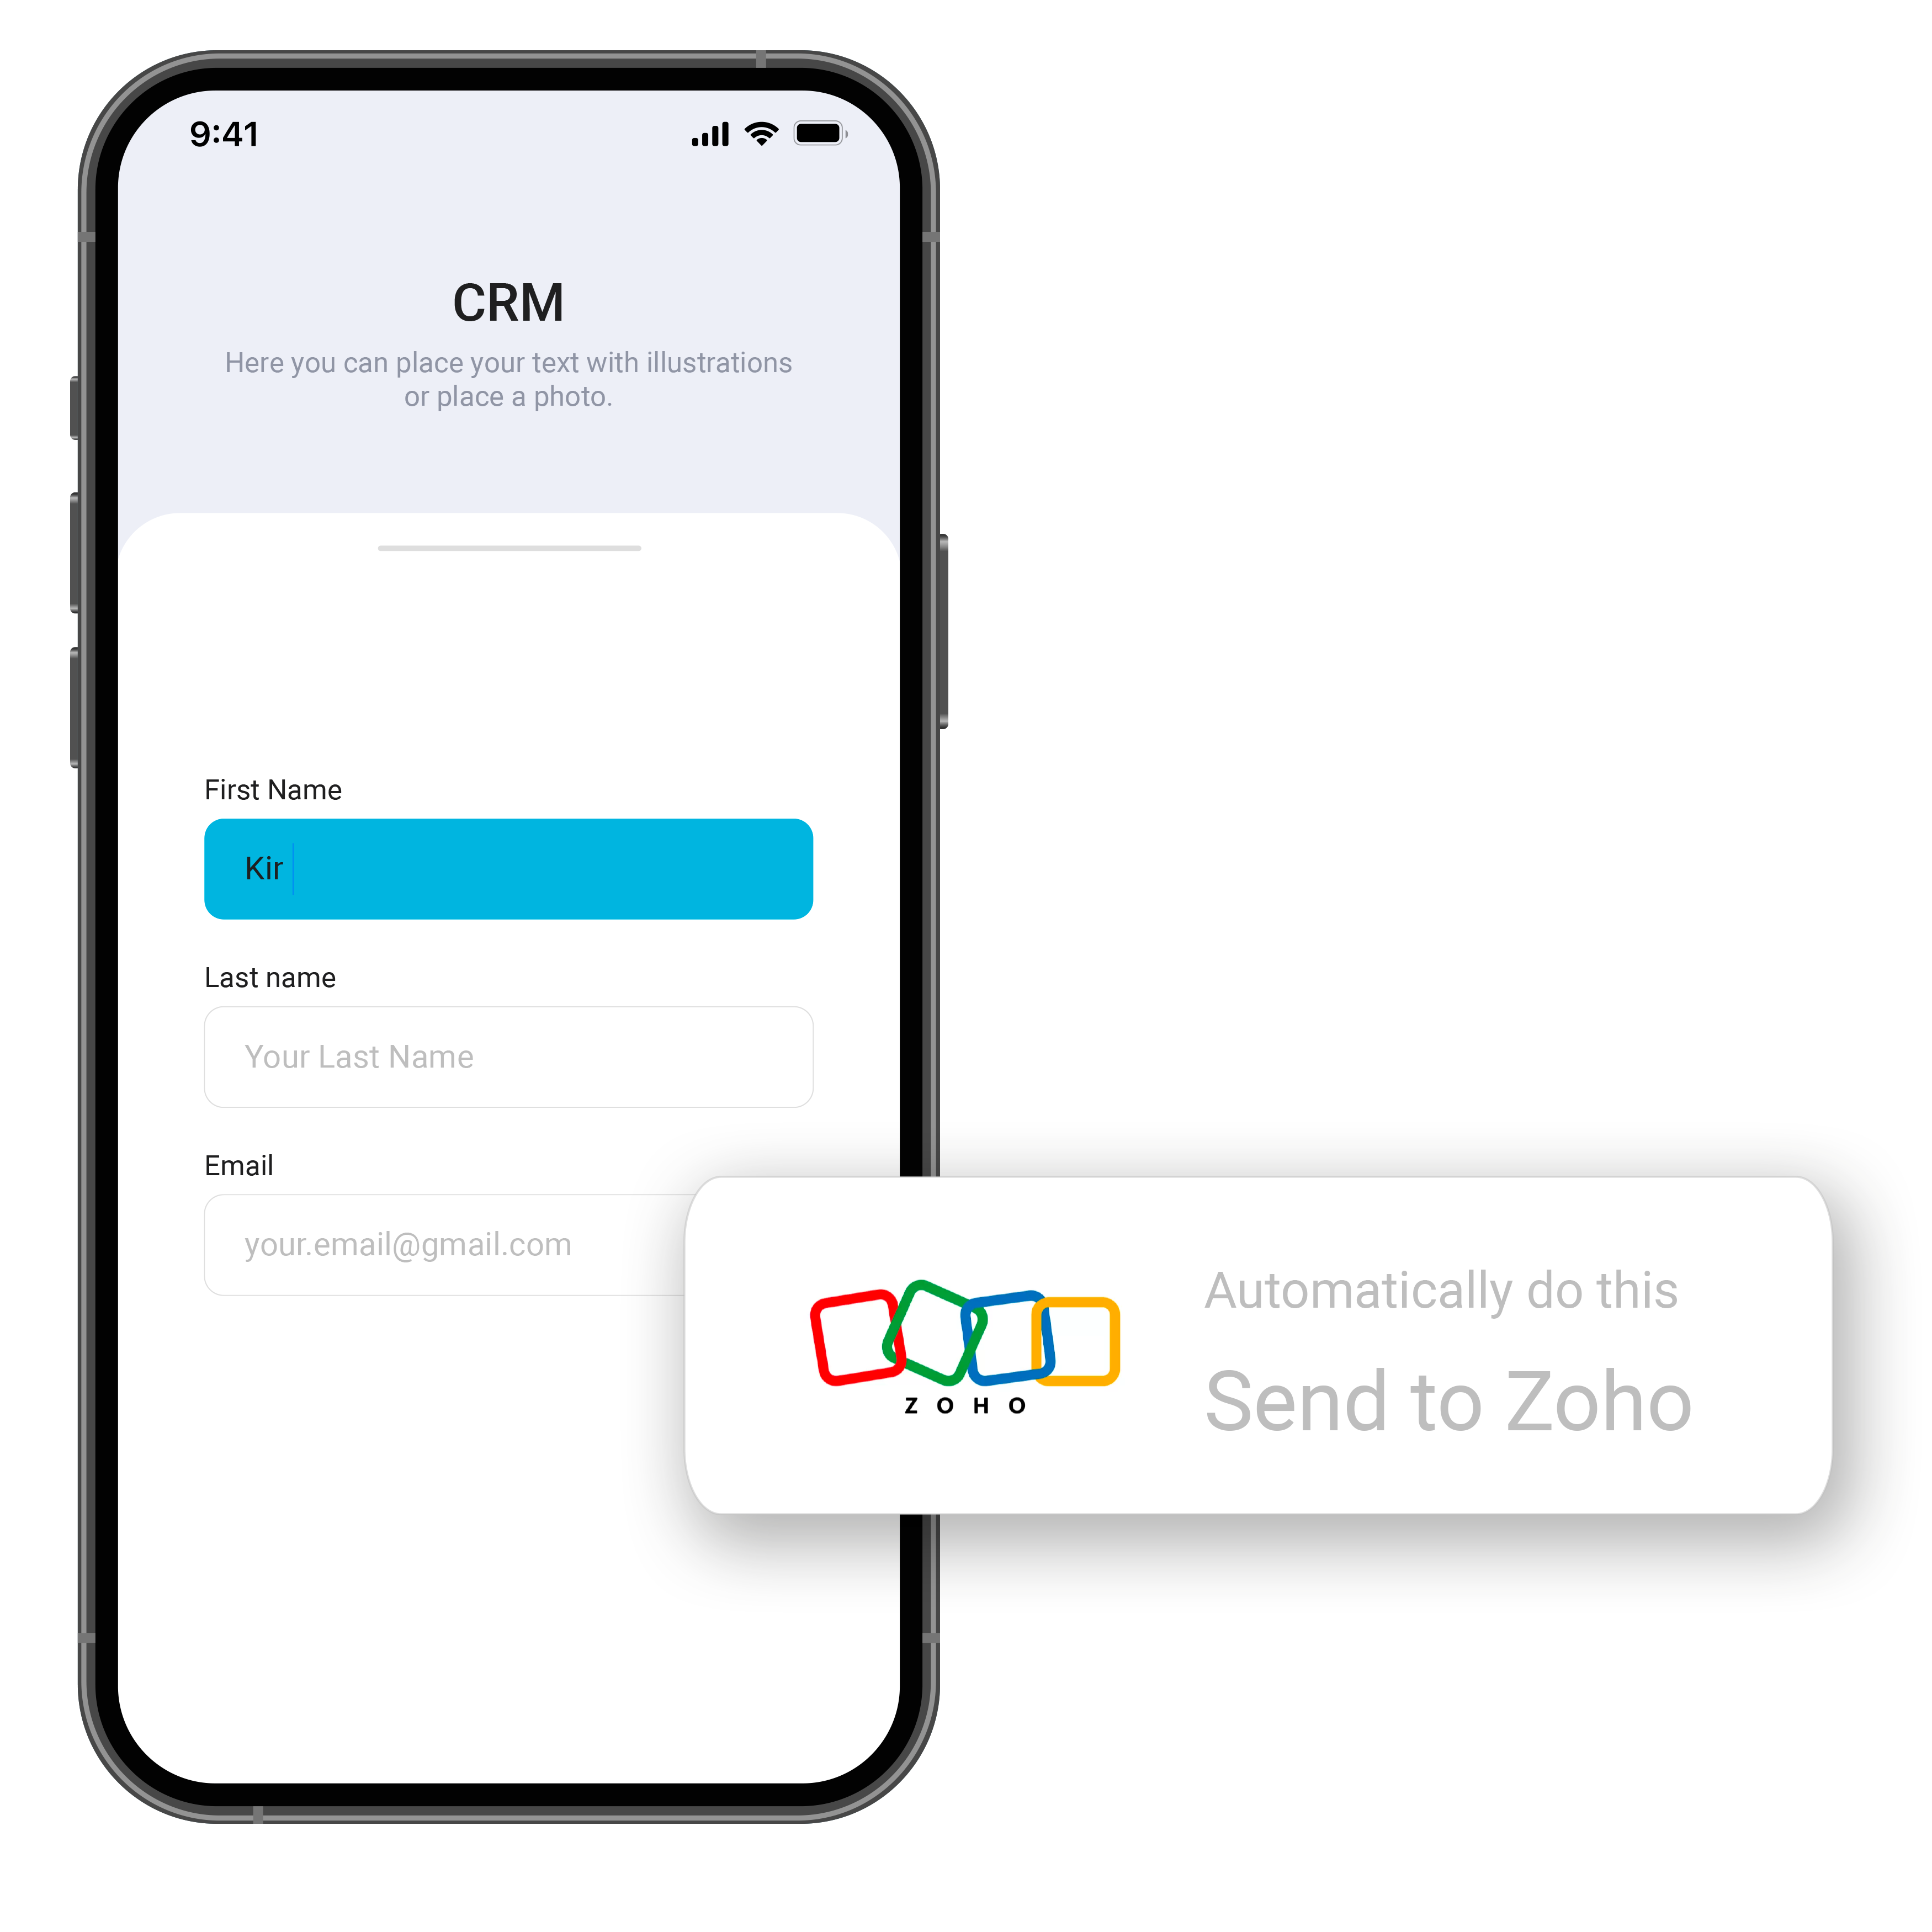 9:41
CRM
Here you can place your text with illustrations
or place a photo.
First Name
Kir
Last name
Your Last Name
Email
your.email@gmail.com
Automatically do this
Send to Zoho
ZOHO